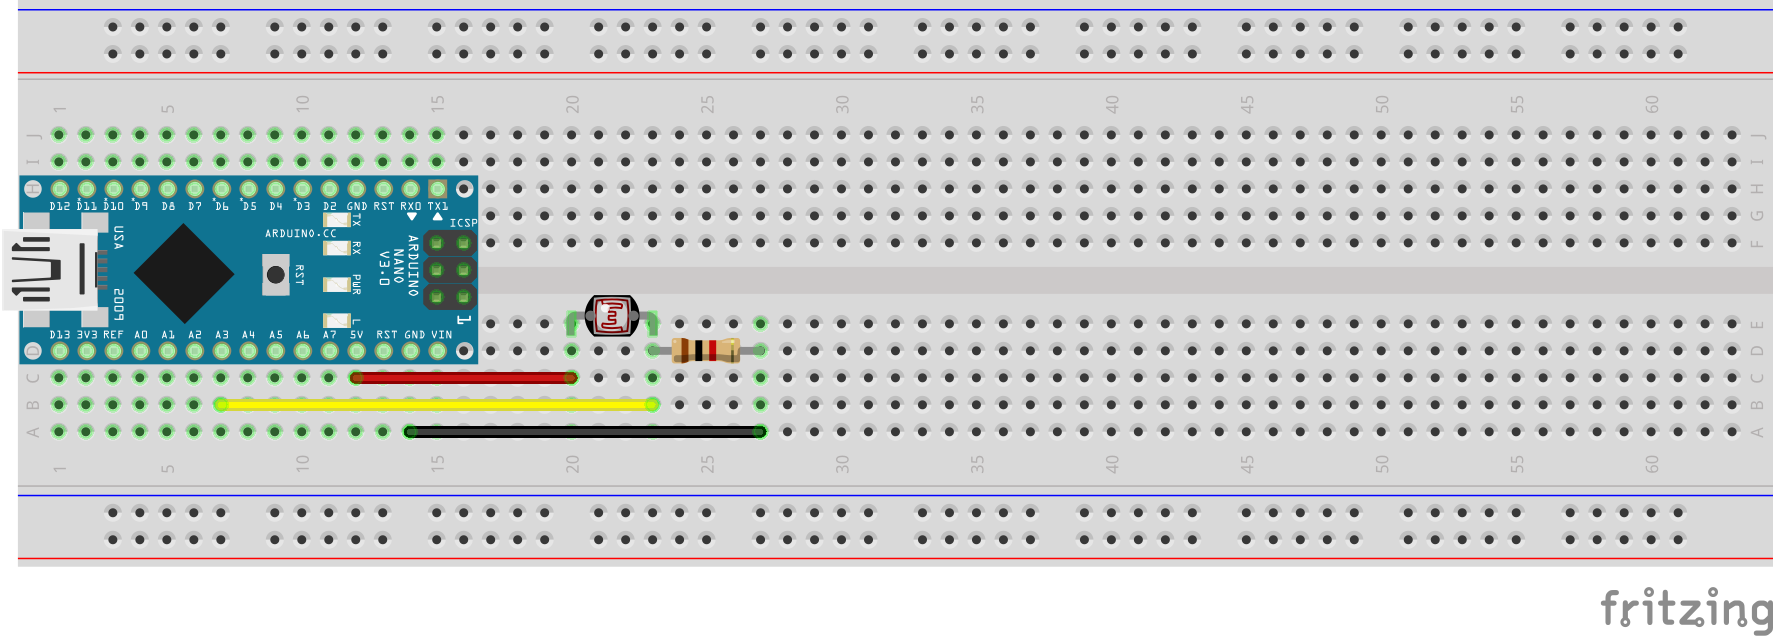 1 5 10 15 20 25 30 35 40 45 50 55 60
J J
I I
H H
D12 D11 D10 D9 D8 D7 D6 D5 D4 D3 D2 GND RST RX0 TX1
G G
ICSP
TX
USA
ARDUINO.CC
F F
RX
ARDUINO
NANO
V3.0
RST
PWR
2009
L
1
E E
D13 3V3 REF A0 A1 A2 A3 A4 A5 A6 A7 5V RST GND VIN
D D
C C
B B
A A
1 5 10 15 20 25 30 35 40 45 50 55 60
fritzing